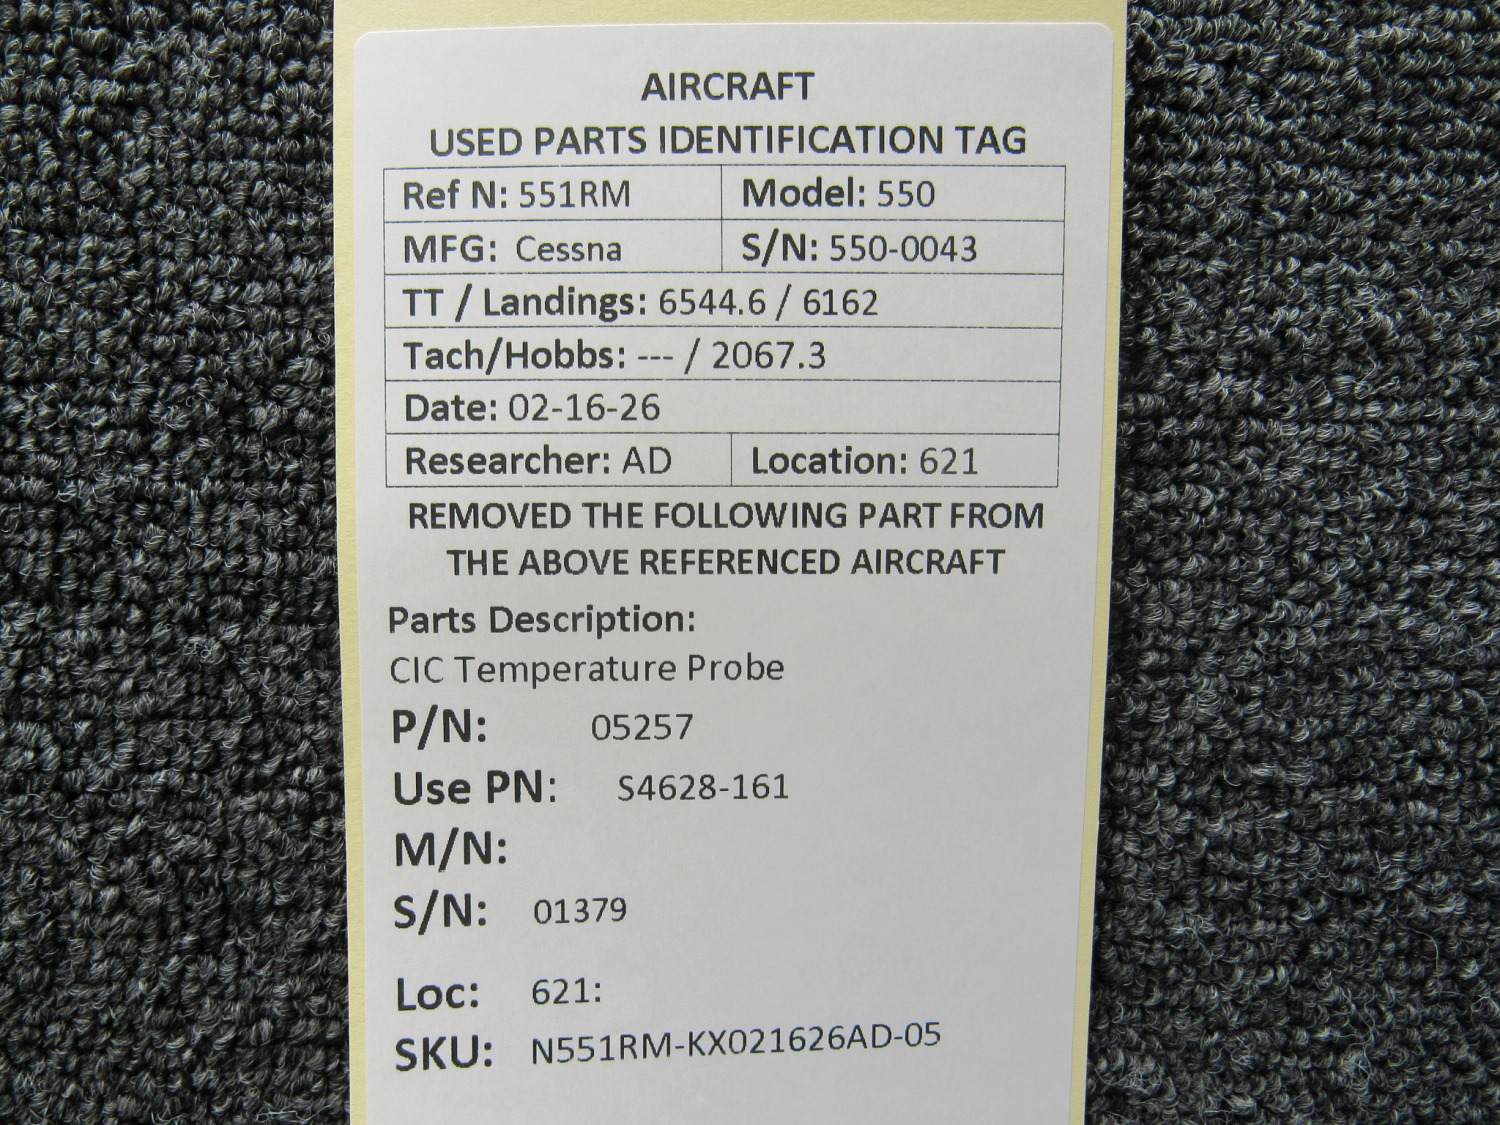 AIRCRAFT
USED PARTS IDENTIFICATION TAG
Ref N: 551RM Model: 550
MFG: Cessna S/N: 550-0043
TT / Landings: 6544.6 / 6162
Tach/Hobbs: --- / 2067.3
Date: 02-16-26
Researcher: AD Location: 621
REMOVED THE FOLLOWING PART FROM
THE ABOVE REFERENCED AIRCRAFT
Parts Description:
CIC Temperature Probe
P/N: 05257
Use PN: S4628-161
M/N:
S/N: 01379
Loc: 621:
SKU: N551RM-KX021626AD-05